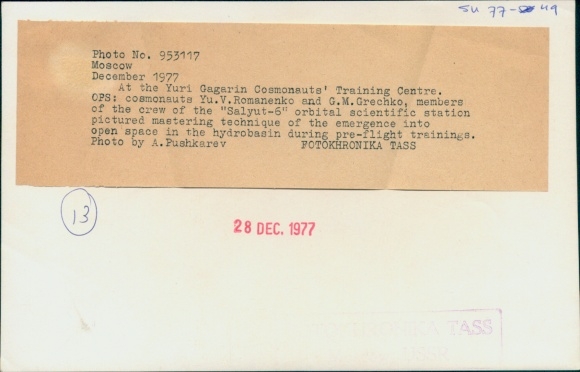 SU 77-49
Photo No. 953117
Moscow
December 1977
At the Yuri Gagarin Cosmonauts' Training Centre.
OPS: cosmonauts Yu.V.Romanenko and G.M.Grechko, members
of the crew of the "Salyut-6" orbital scientific station
pictured mastering technique of the emergence into
open space in the hydrobasin during pre-flight trainings.
Photo by A.Pushkarev FOTOKHRONIKA TASS
13
28 DEC. 1977
TASS